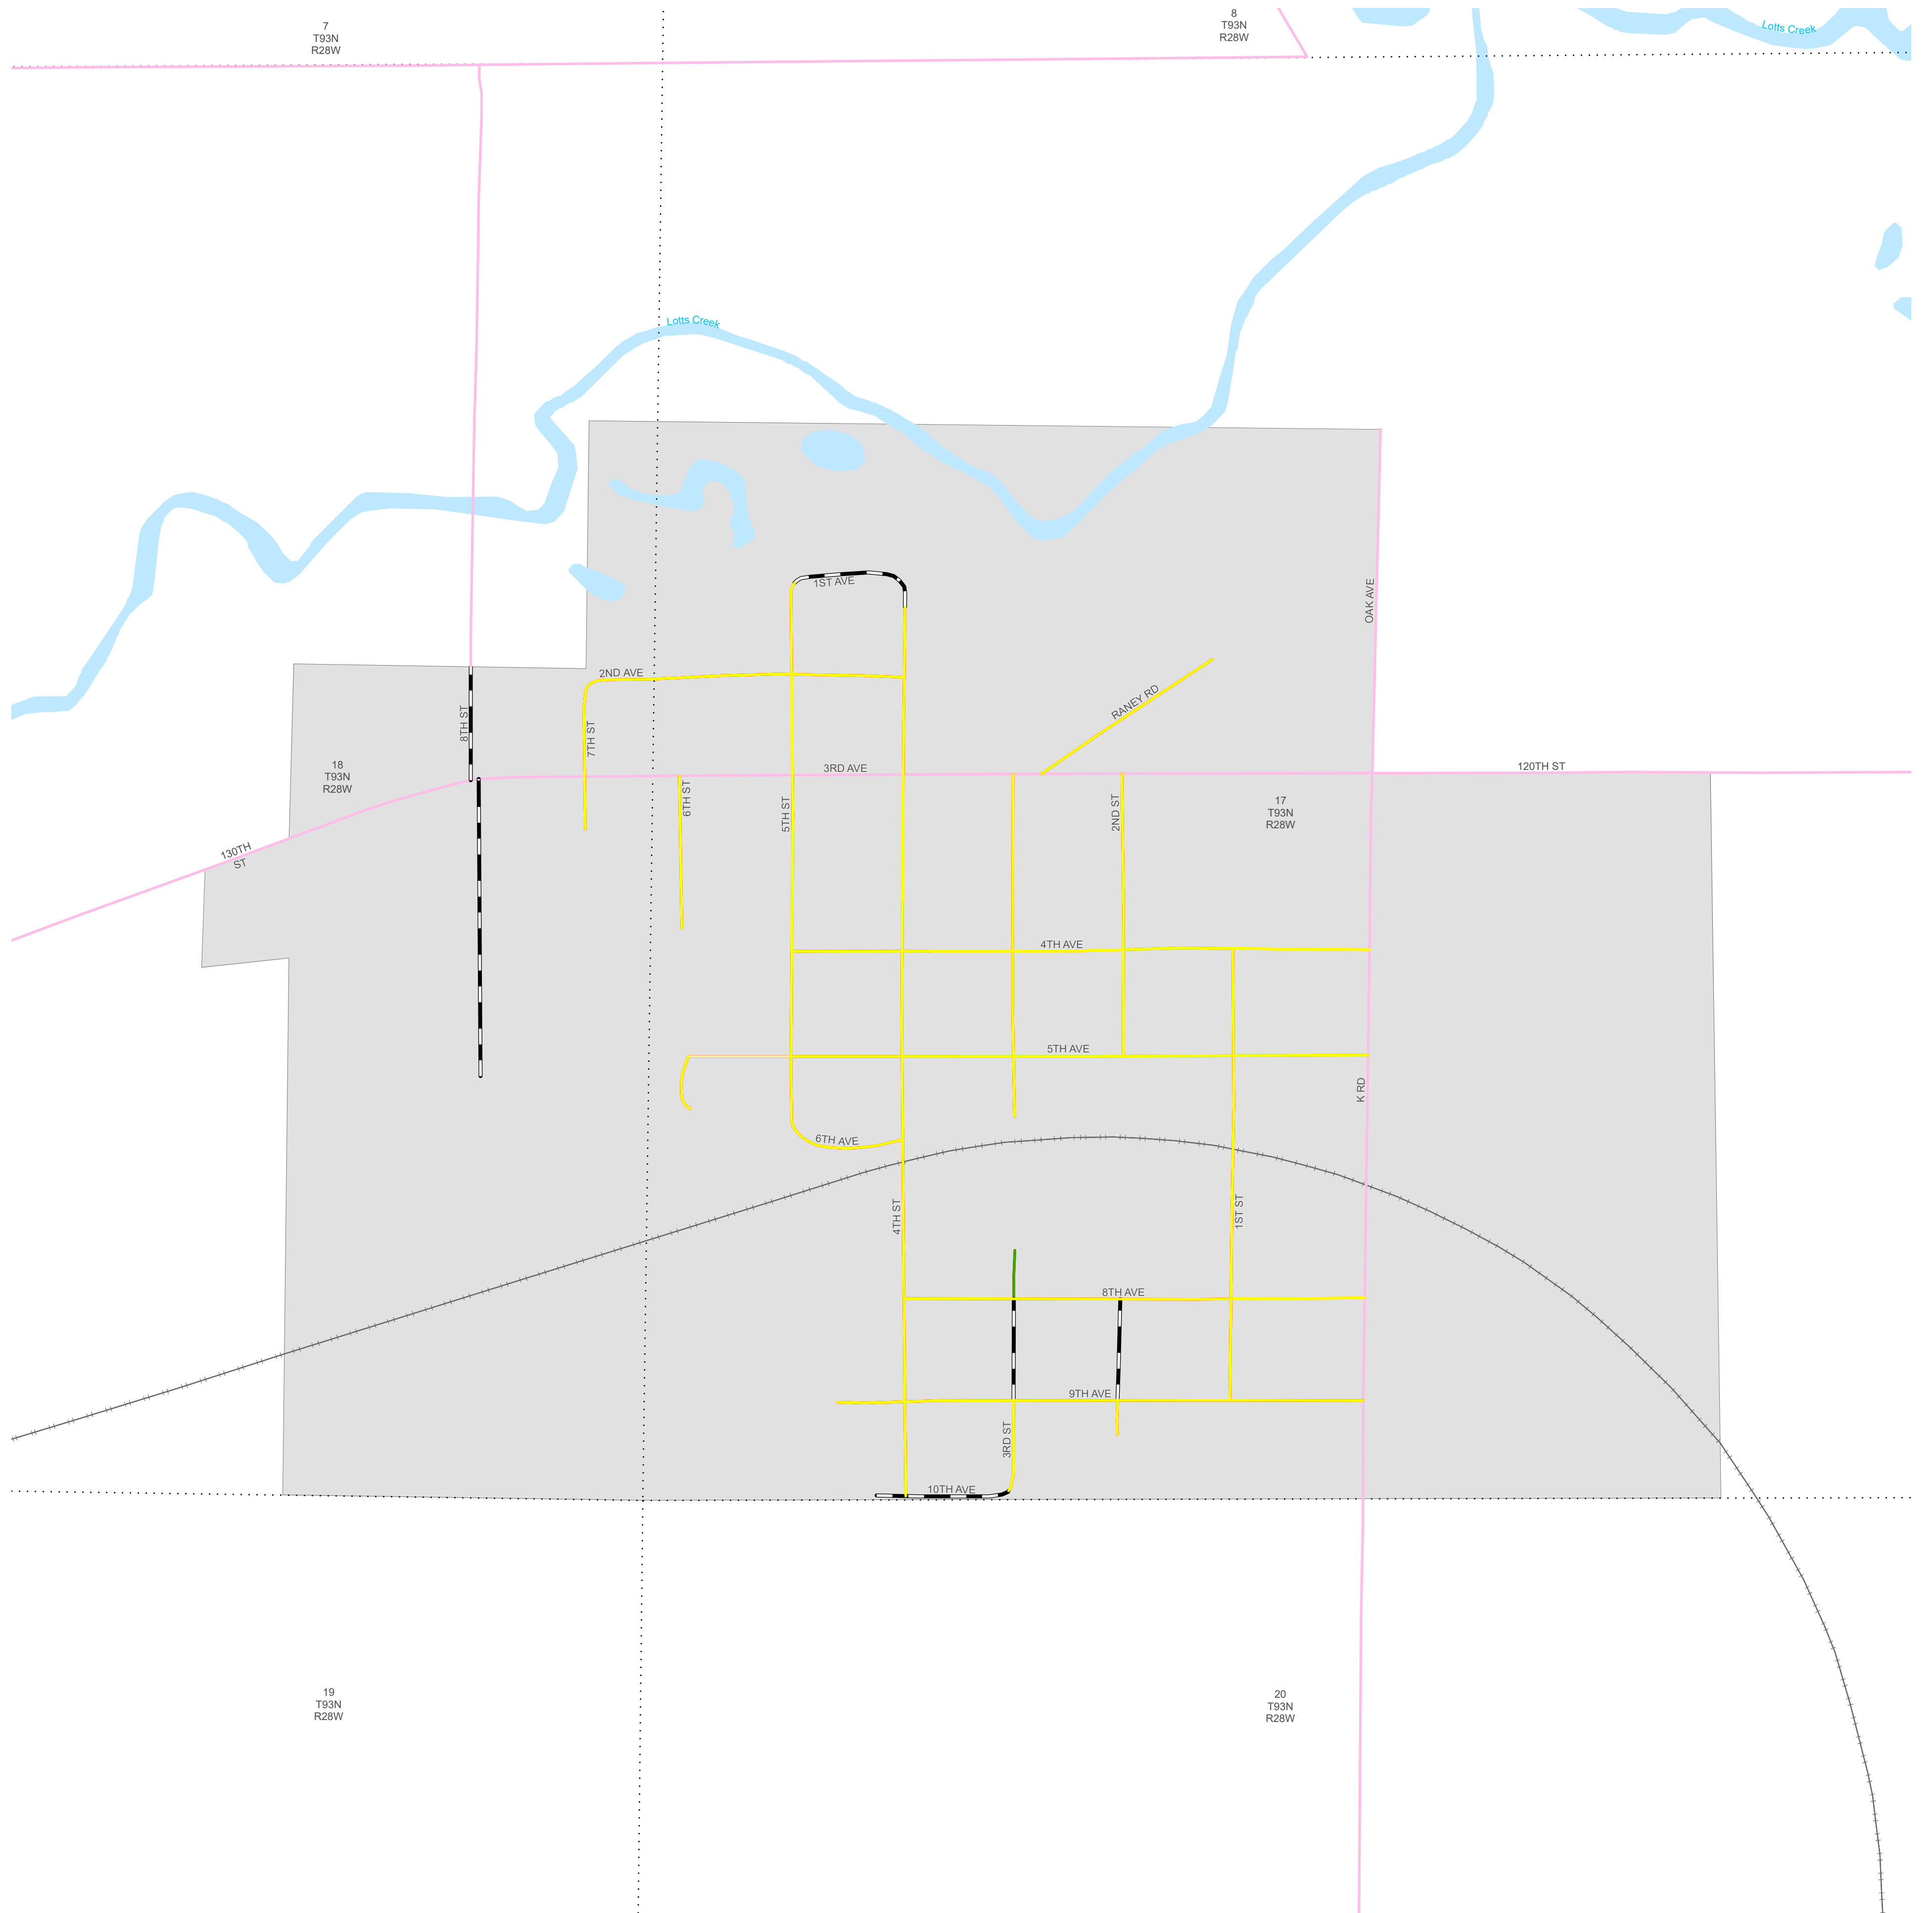 7
T93N
R28W
8
T93N
R28W
Lotts Creek
Lotts Creek
1ST AVE
OAK AVE
2ND AVE
RANEY RD
8TH ST
7TH ST
18
T93N
R28W
3RD AVE
120TH ST
6TH ST
5TH ST
2ND ST
17
T93N
R28W
130TH
ST
4TH AVE
5TH AVE
K RD
6TH AVE
4TH ST
1ST ST
8TH AVE
9TH AVE
3RD ST
10TH AVE
19
T93N
R28W
20
T93N
R28W